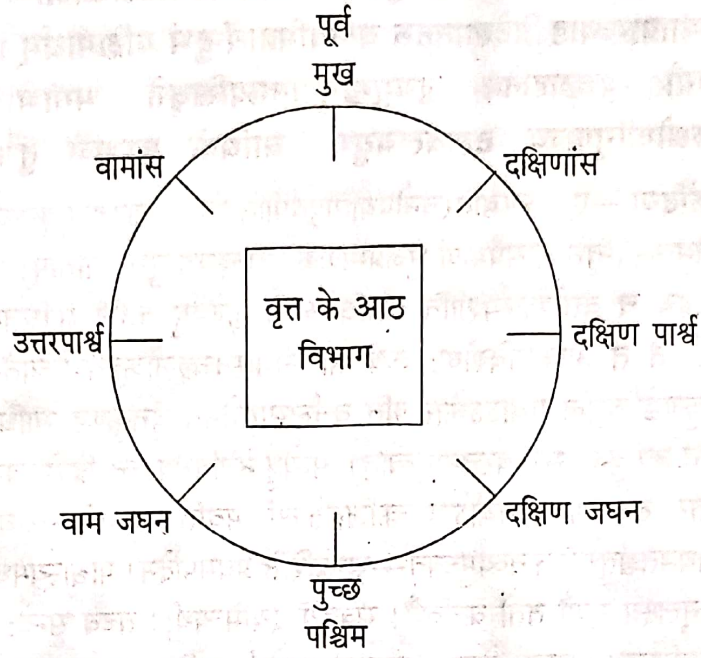 पूर्व
मुख
वामांस
दक्षिणांस
वृत्त के आठ
विभाग
उत्तरपार्श्व
दक्षिण पार्श्व
वाम जघन
दक्षिण जघन
पुच्छ
पश्चिम